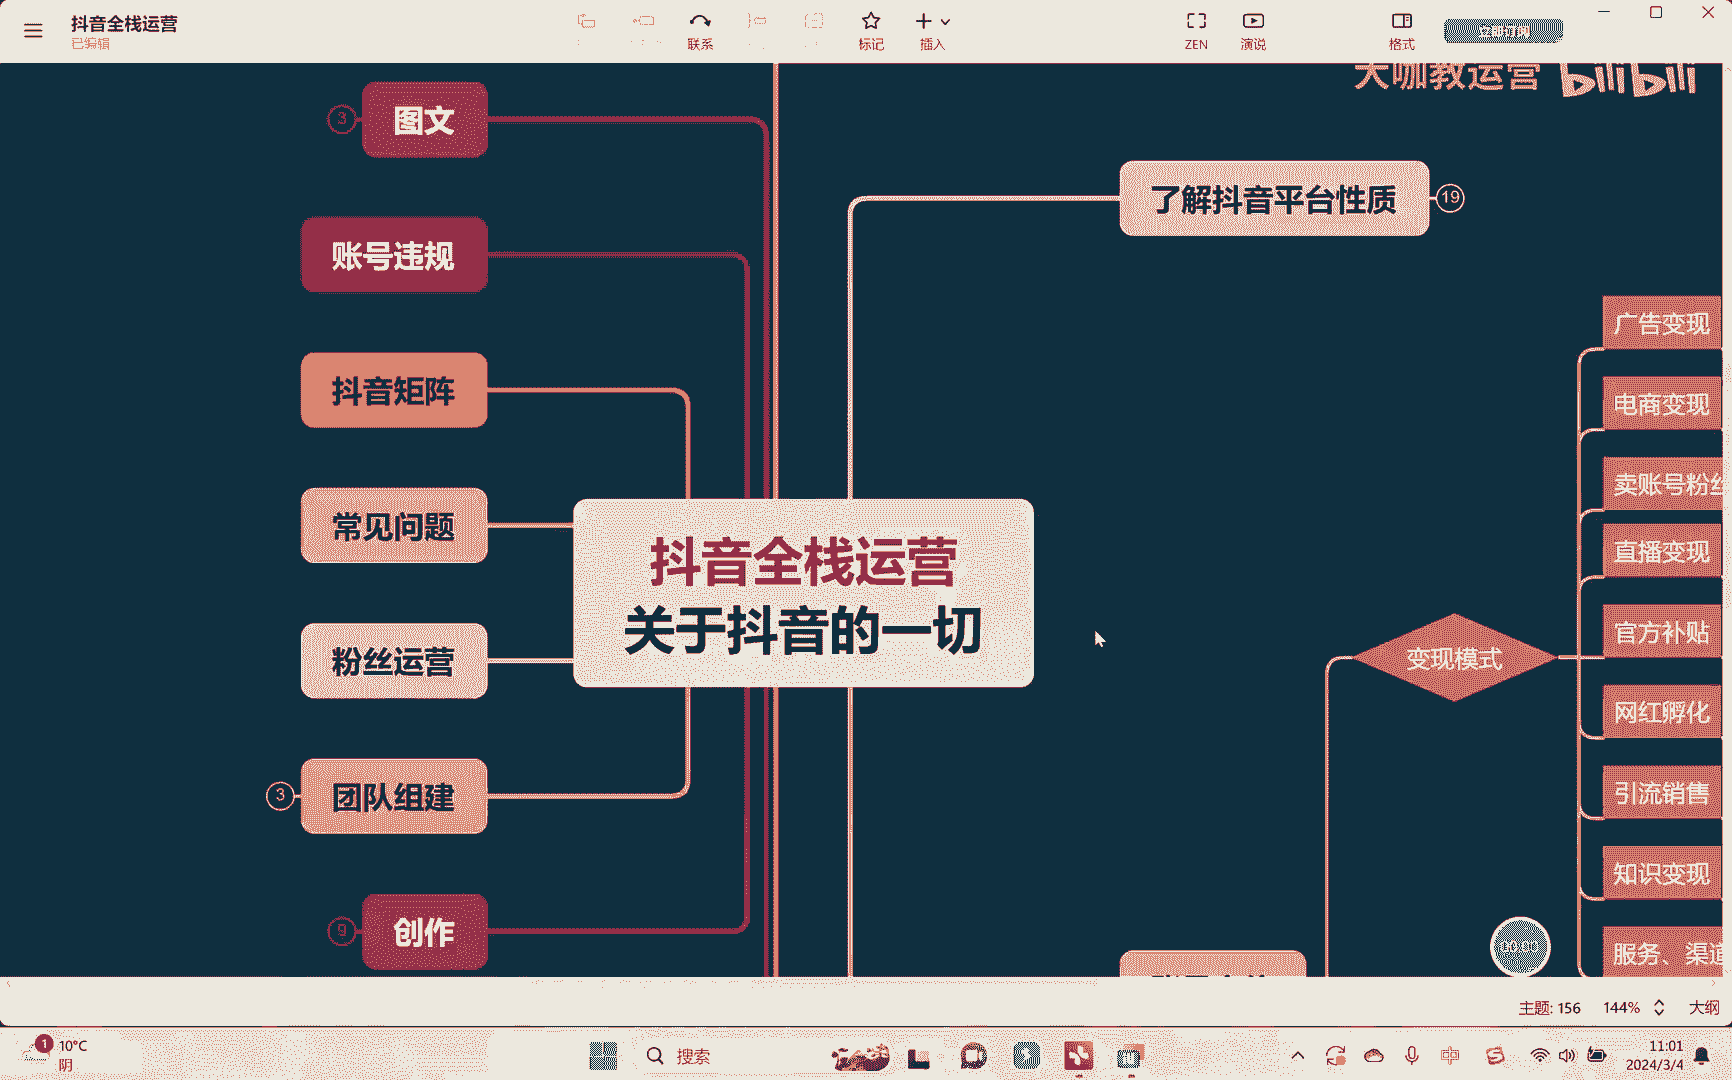 抖音全栈运营
已编辑
联系
标记
插入
ZEN
演说
格式
大咖教运营 bilibili
图文
3
账号违规
抖音矩阵
常见问题
粉丝运营
团队组建
3
创作
9
抖音全栈运营
关于抖音的一切
了解抖音平台性质
19
变现模式
广告变现
电商变现
卖账号粉丝
直播变现
官方补贴
网红孵化
引流销售
知识变现
服务、渠道
主题: 156
144%
大纲
1
10°C
阴
搜索
中
11:01
2024/3/4